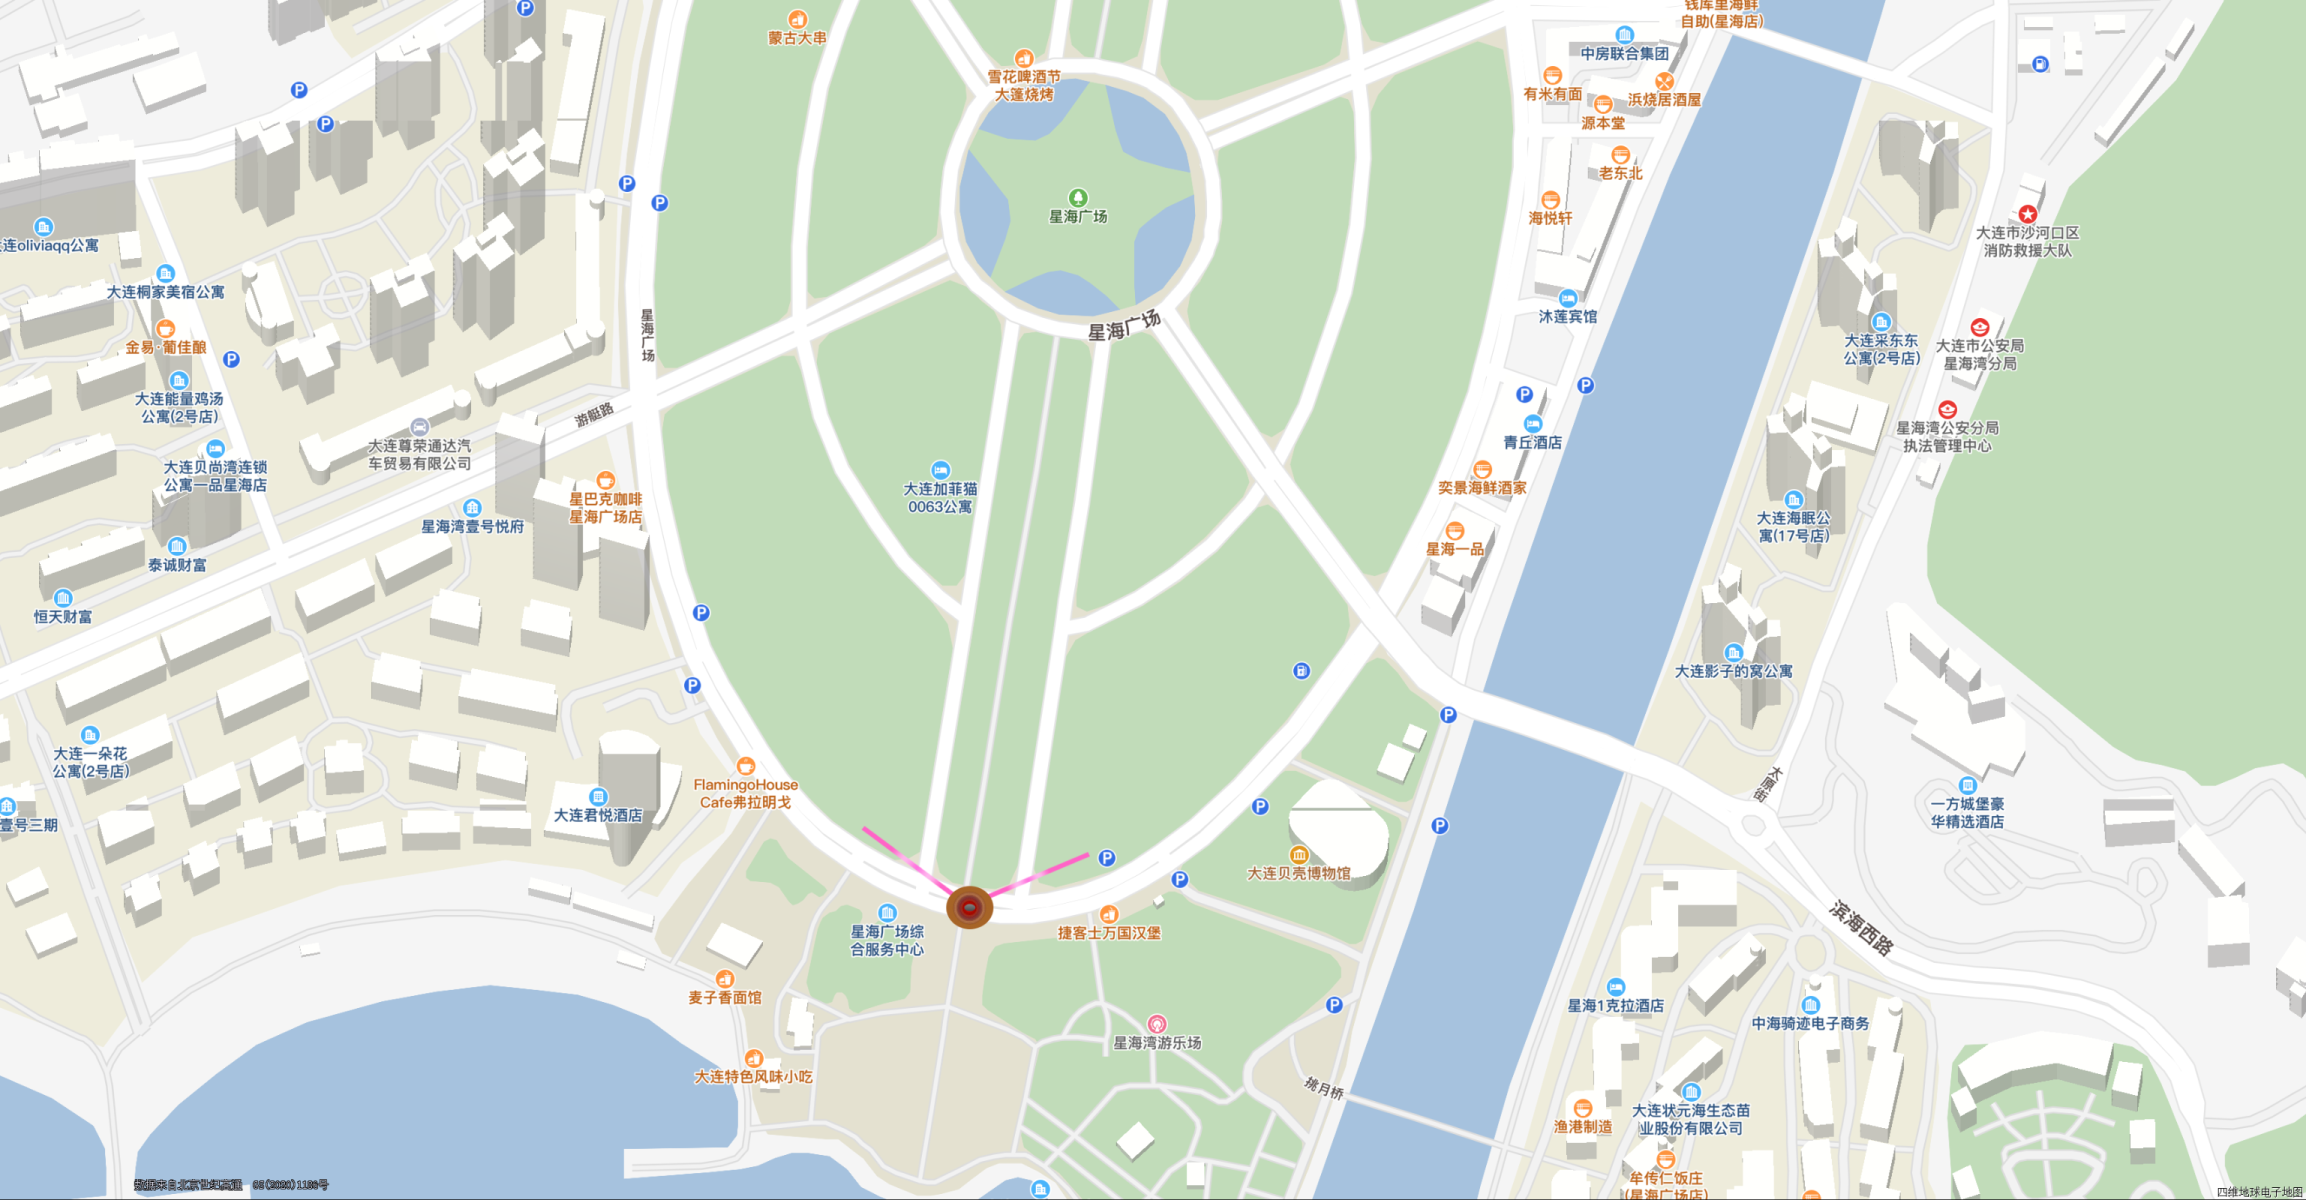 钱库里海鲜
自助(星海店)
蒙古大串
中房联合集团
雪花啤酒节
大篷烧烤
有米有面
浜烧居酒屋
源本堂
老东北
星海广场
海悦轩
大连市沙河口区
消防救援大队
连oliviaqq公寓
大连桐家美宿公寓
沐莲宾馆
星海广场
星海广场
金易·葡佳酿
大连采东东
公寓(2号店)
大连市公安局
星海湾分局
大连能量鸡汤
公寓(2号店)
游艇路
星海湾公安分局
执法管理中心
大连尊荣通达汽
车贸易有限公司
青丘酒店
大连贝尚湾连锁
公寓一品星海店
奕景海鲜酒家
大连加菲猫
0063公寓
星巴克咖啡
星海广场店
星海湾壹号悦府
大连海眠公
寓(17号店)
星海一品
泰诚财富
恒天财富
大连影子的窝公寓
大连一朵花
公寓(2号店)
太原街
FlamingoHouse
Cafe弗拉明戈
大连君悦酒店
一方城堡豪
华精选酒店
壹号三期
大连贝壳博物馆
星海广场综
合服务中心
捷客士万国汉堡
滨海西路
麦子香面馆
星海1克拉酒店
中海骑迹电子商务
星海湾游乐场
大连特色风味小吃
挑月桥
渔港制造
大连状元海生态苗
业股份有限公司
牟传仁饭庄
(星海广场店)
四维地球电子地图